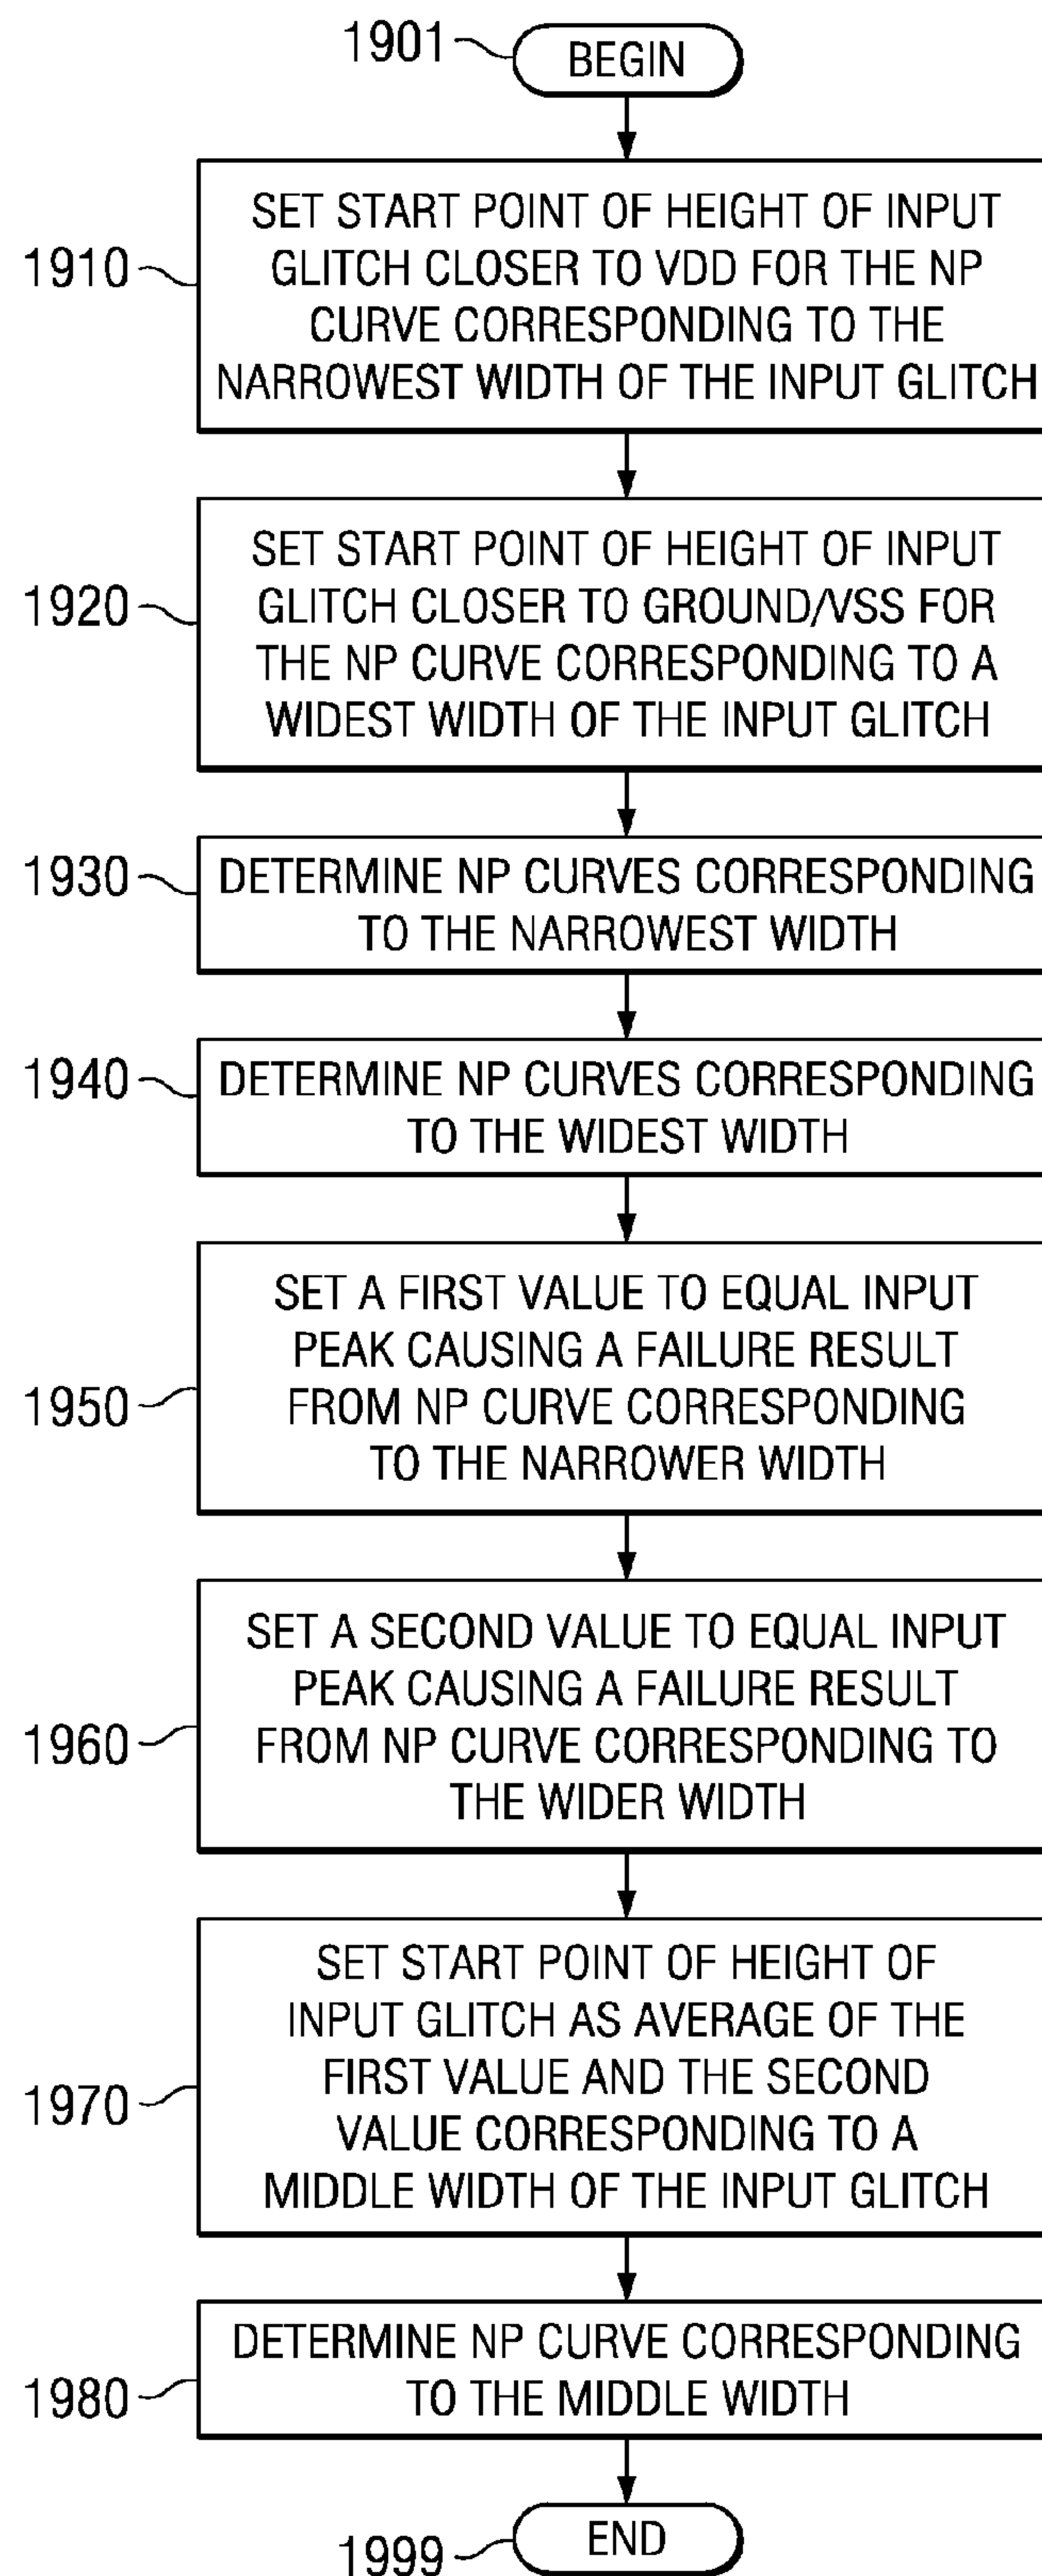 1901
BEGIN
1910
SET START POINT OF HEIGHT OF INPUT
GLITCH CLOSER TO VDD FOR THE NP
CURVE CORRESPONDING TO THE
NARROWEST WIDTH OF THE INPUT GLITCH
1920
SET START POINT OF HEIGHT OF INPUT
GLITCH CLOSER TO GROUND/VSS FOR
THE NP CURVE CORRESPONDING TO A
WIDEST WIDTH OF THE INPUT GLITCH
1930
DETERMINE NP CURVES CORRESPONDING
TO THE NARROWEST WIDTH
1940
DETERMINE NP CURVES CORRESPONDING
TO THE WIDEST WIDTH
1950
SET A FIRST VALUE TO EQUAL INPUT
PEAK CAUSING A FAILURE RESULT
FROM NP CURVE CORRESPONDING
TO THE NARROWER WIDTH
1960
SET A SECOND VALUE TO EQUAL INPUT
PEAK CAUSING A FAILURE RESULT
FROM NP CURVE CORRESPONDING TO
THE WIDER WIDTH
1970
SET START POINT OF HEIGHT OF
INPUT GLITCH AS AVERAGE OF THE
FIRST VALUE AND THE SECOND
VALUE CORRESPONDING TO A
MIDDLE WIDTH OF THE INPUT GLITCH
1980
DETERMINE NP CURVE CORRESPONDING
TO THE MIDDLE WIDTH
1999
END